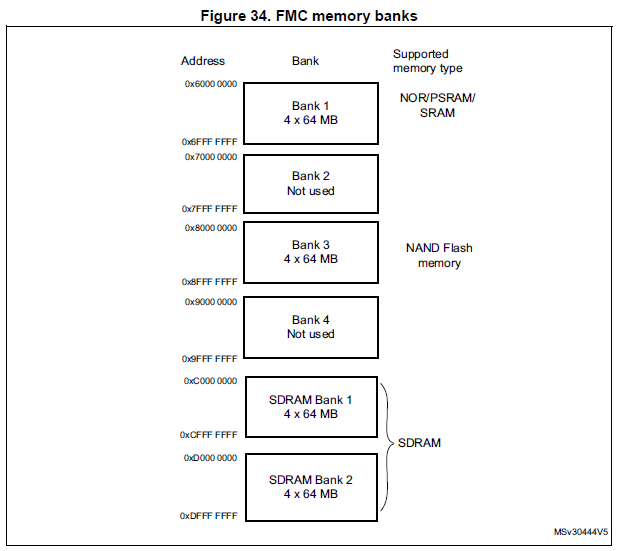 Figure 34. FMC memory banks
Address
Bank
Supported
memory type
0x6000 0000
Bank 1
4 x 64 MB
NOR/PSRAM/
SRAM
0x6FFF FFFF
0x7000 0000
Bank 2
Not used
0x7FFF FFFF
0x8000 0000
Bank 3
4 x 64 MB
NAND Flash
memory
0x8FFF FFFF
0x9000 0000
Bank 4
Not used
0x9FFF FFFF
0xC000 0000
SDRAM Bank 1
4 x 64 MB
0xCFFF FFFF
SDRAM
0xD000 0000
SDRAM Bank 2
4 x 64 MB
0xDFFF FFFF
MSv30444V5